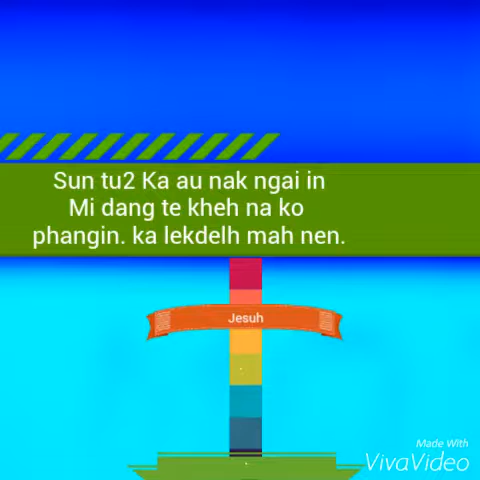 Sun tu2 Ka au nak ngai in
Mi dang te kheh na ko
phangin. ka lekdelh mah nen.
Jesuh
Made With
VivaVideo